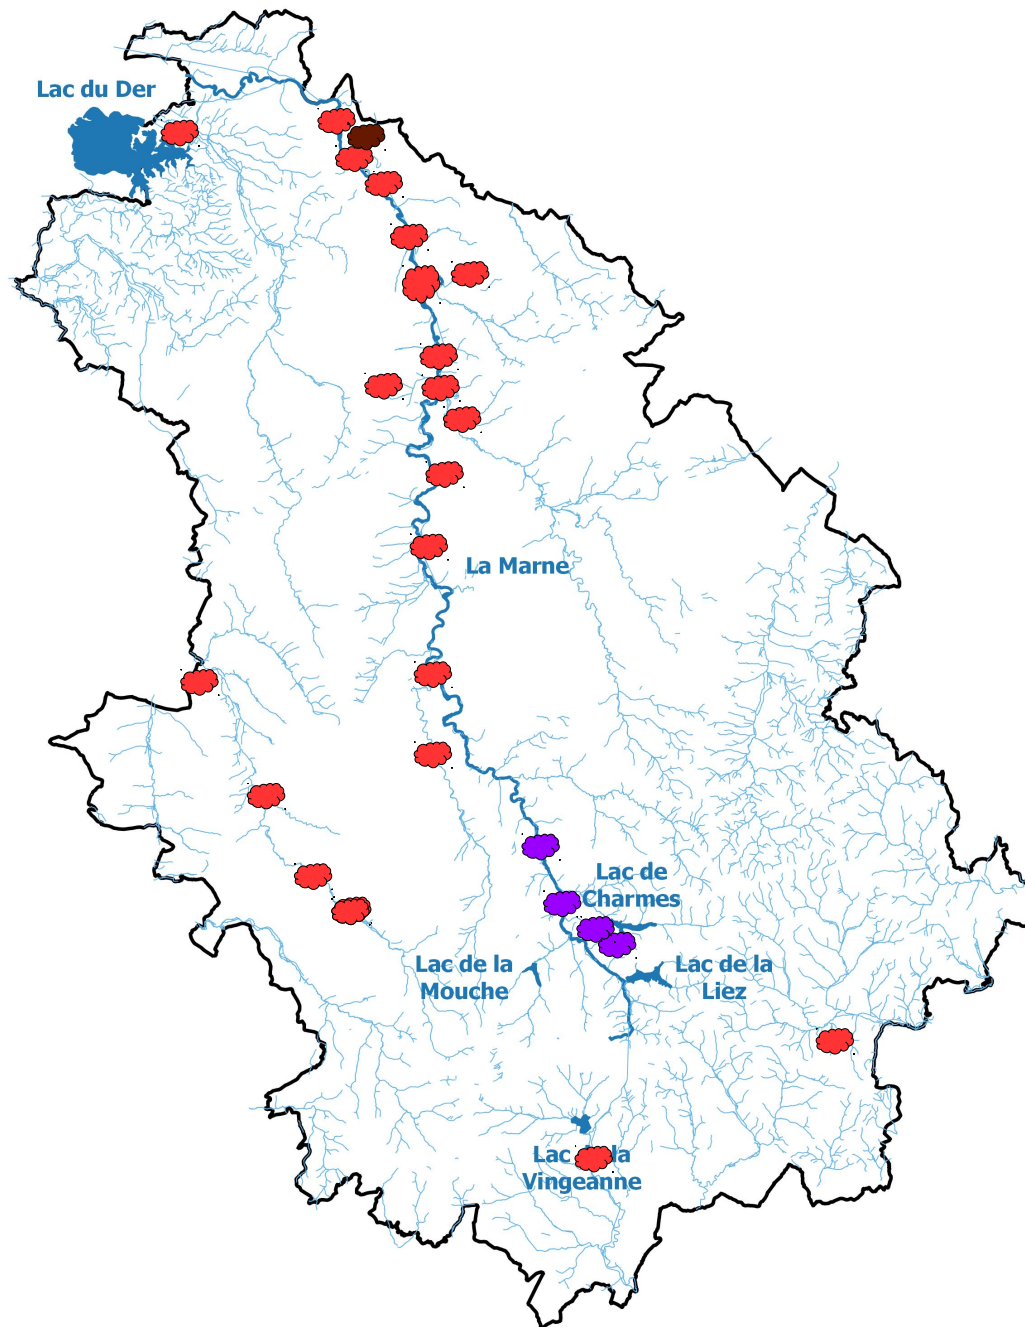 Lac du Der
La Marne
Lac de
Charmes
Lac de la
Mouche
Lac de la
Liez
Lac de la
Vingeanne